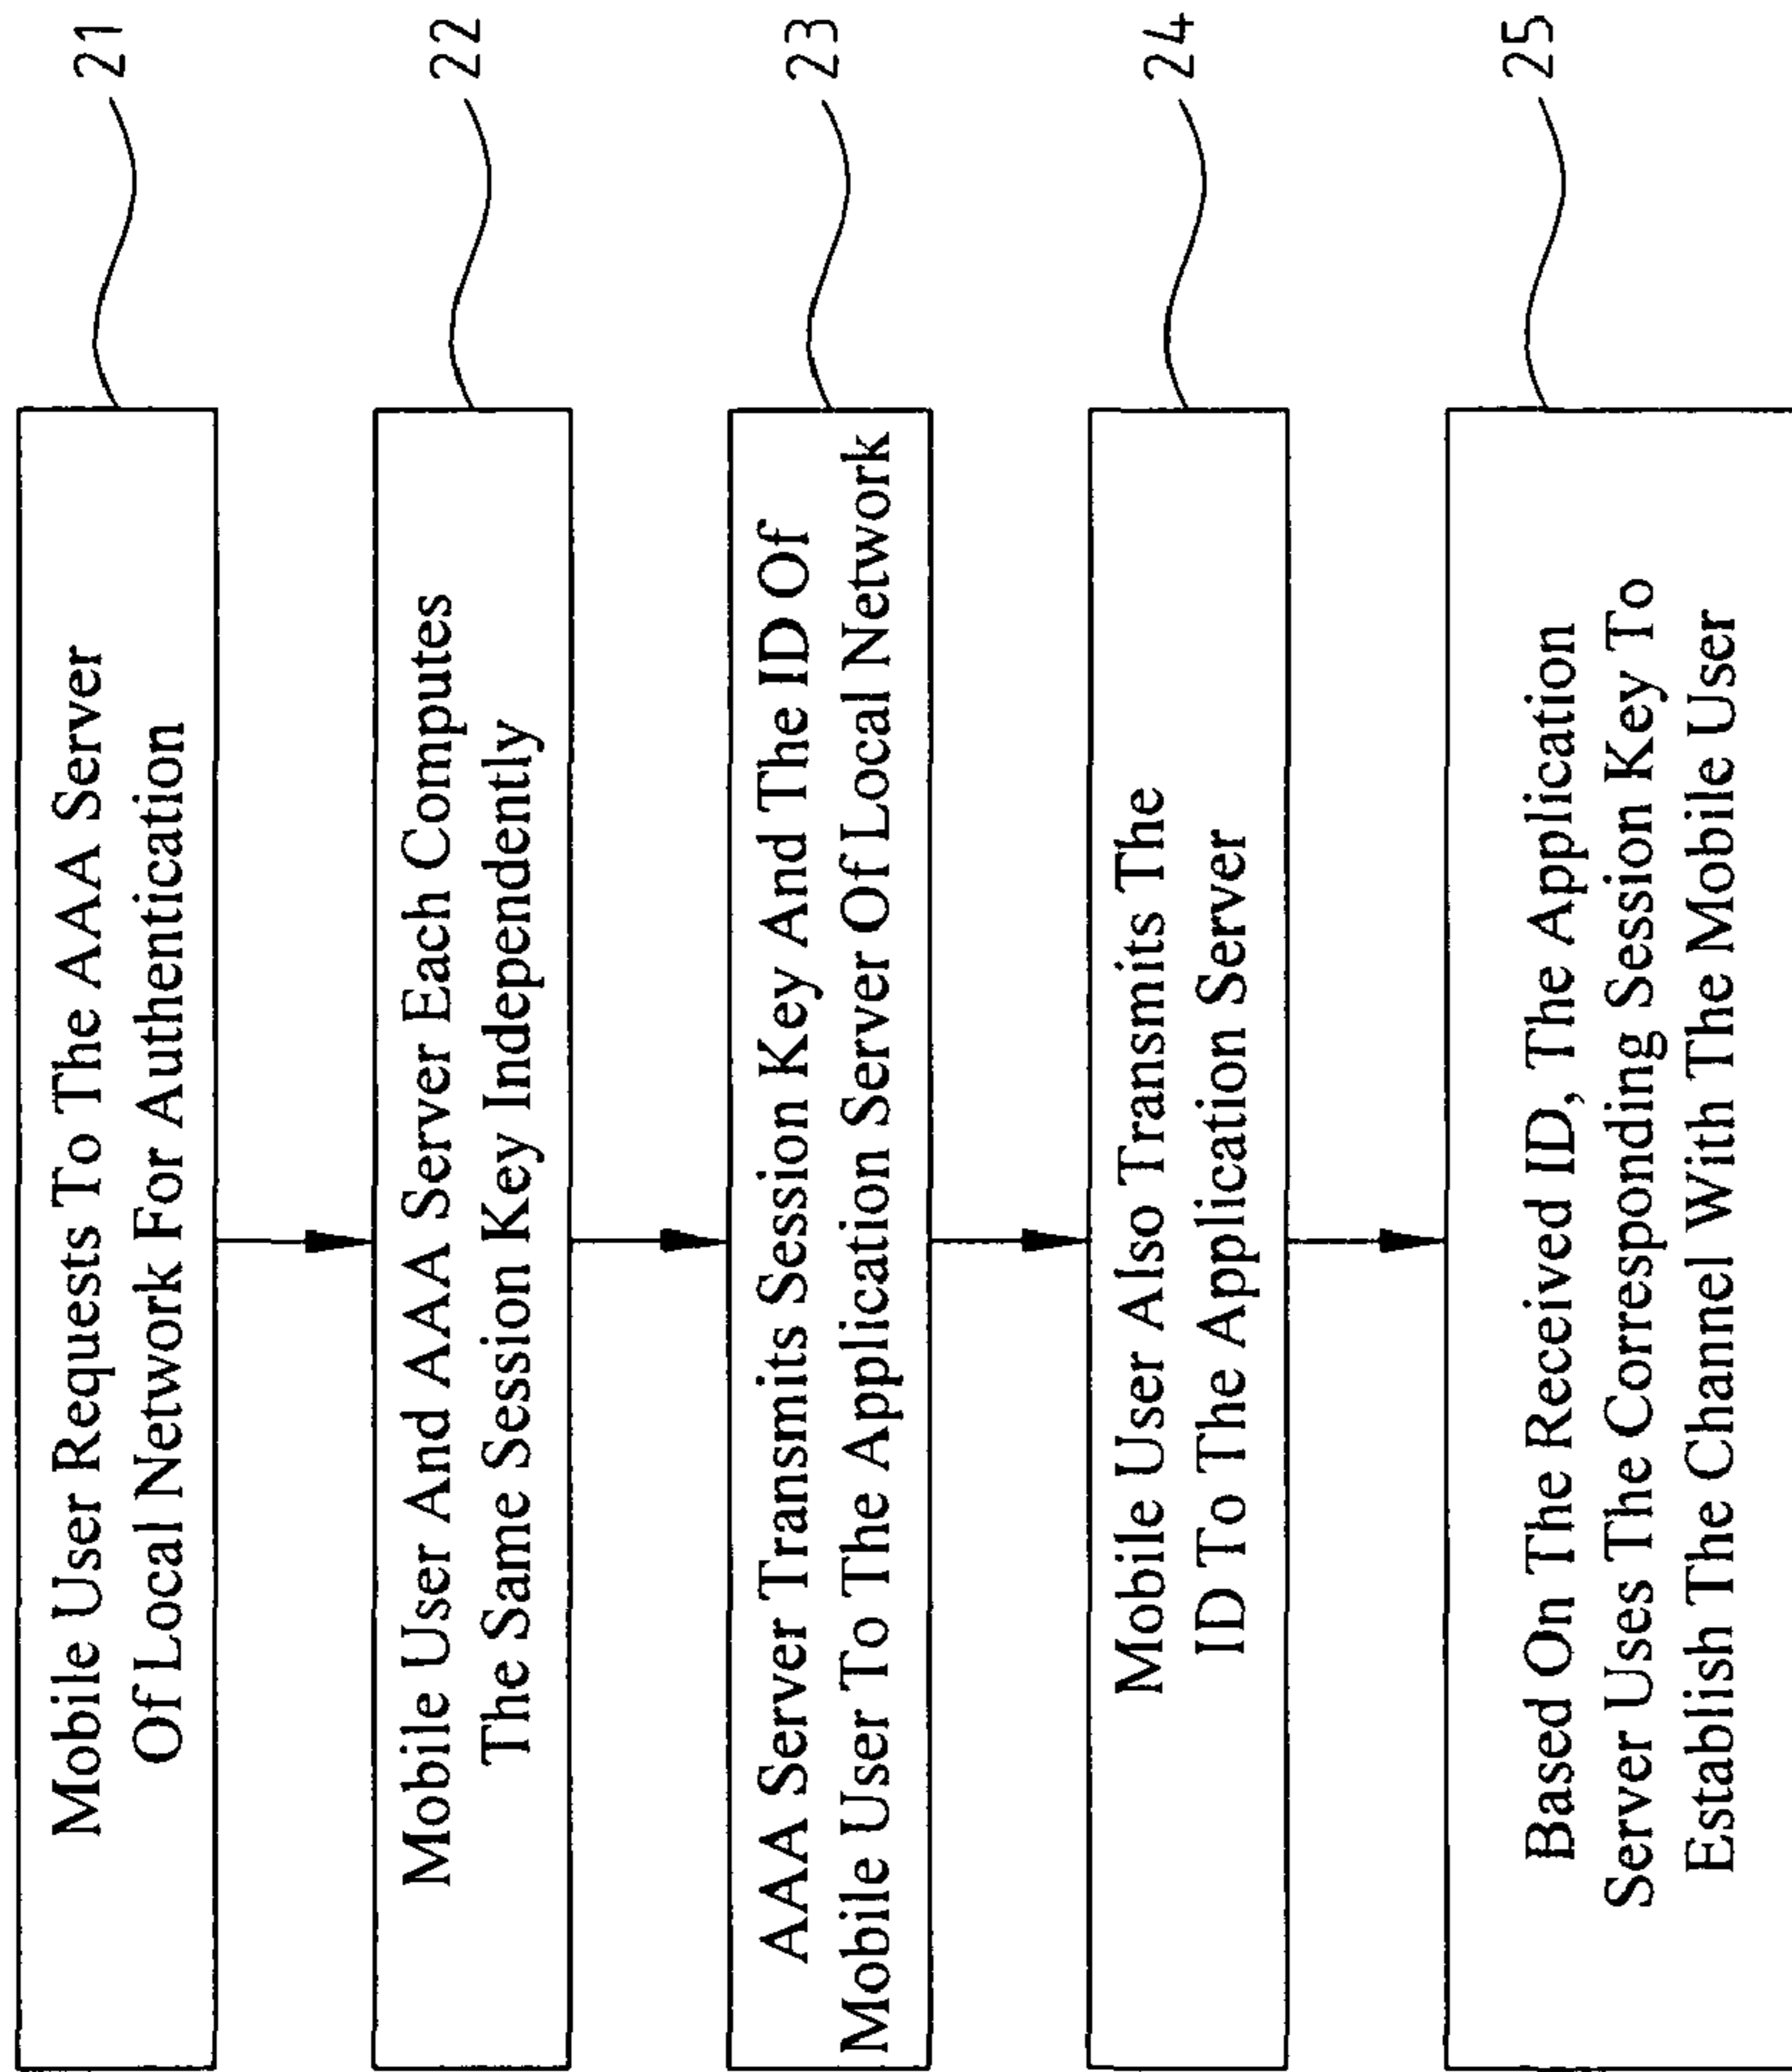 Mobile User Requests To The AAA Server
Of Local Network For Authentication
21
Mobile User And AAA Server Each Computes
The Same Session Key Independently
22
AAA Server Transmits Session Key And The ID Of
Mobile User To The Application Server Of Local Network
23
Mobile User Also Transmits The
ID To The Application Server
24
Based On The Received ID, The Application
Server Uses The Corresponding Session Key To
Establish The Channel With The Mobile User
25